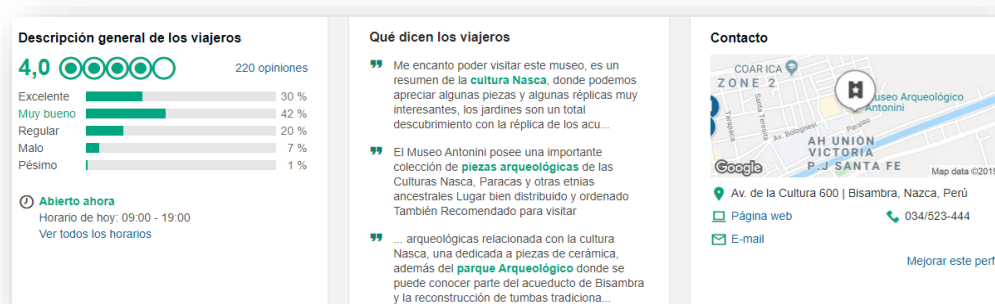 Descripción general de los viajeros
4,0
220 opiniones
Excelente 30 %
Muy bueno 42 %
Regular 20 %
Malo 7 %
Pésimo 1 %
Abierto ahora
Horario de hoy: 09:00 - 19:00
Ver todos los horarios
Qué dicen los viajeros
Me encanto poder visitar este museo, es un
resumen de la cultura Nasca, donde podemos
apreciar algunas piezas y algunas réplicas muy
interesantes, los jardines son un total
descubrimiento con la réplica de los acu...
El Museo Antonini posee una importante
colección de piezas arqueológicas de las
Culturas Nasca, Paracas y otras etnias
ancestrales Lugar bien distribuido y ordenado
También Recomendado para visitar
... arqueológicas relacionada con la cultura
Nasca, una dedicada a piezas de cerámica,
además del parque Arqueológico donde se
puede conocer parte del acueducto de Bisambra
y la reconstrucción de tumbas tradiciona...
Contacto
COAR ICA
ZONE 2
useo Arqueológico
Antonini
Tarapaca
Santa Teresita
Av. Bolognesi
Paraiso
AH UNION
VICTORIA
P.J SANTA FE
Google
Map data ©2019
Av. de la Cultura 600 | Bisambra, Nazca, Perú
Página web
034/523-444
E-mail
Mejorar este perf